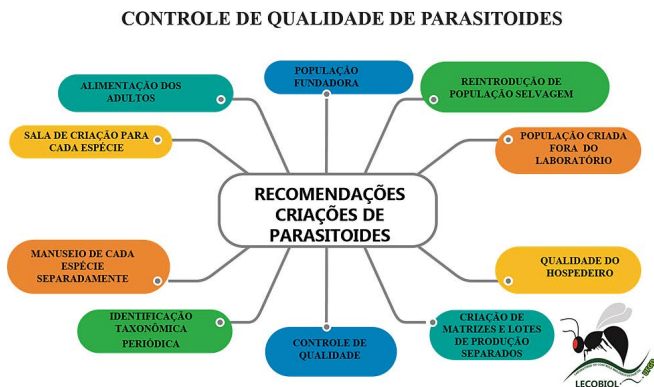 CONTROLE DE QUALIDADE DE PARASITOIDES
POPULAÇÃO
FUNDADORA
ALIMENTAÇÃO DOS
ADULTOS
REINTRODUÇÃO DE
POPULAÇÃO SELVAGEM
SALA DE CRIAÇÃO PARA
CADA ESPÉCIE
POPULAÇÃO CRIADA
FORA DO
LABORATÓRIO
RECOMENDAÇÕES
CRIAÇÕES DE
PARASITOIDES
MANUSEIO DE CADA
ESPÉCIE
SEPARADAMENTE
QUALIDADE DO
HOSPEDEIRO
IDENTIFICAÇÃO
TAXONÔMICA
PERIÓDICA
CONTROLE DE
QUALIDADE
CRIAÇÃO DE
MATRIZES E LOTES
DE PRODUÇÃO
SEPARADOS
LECOBIOL